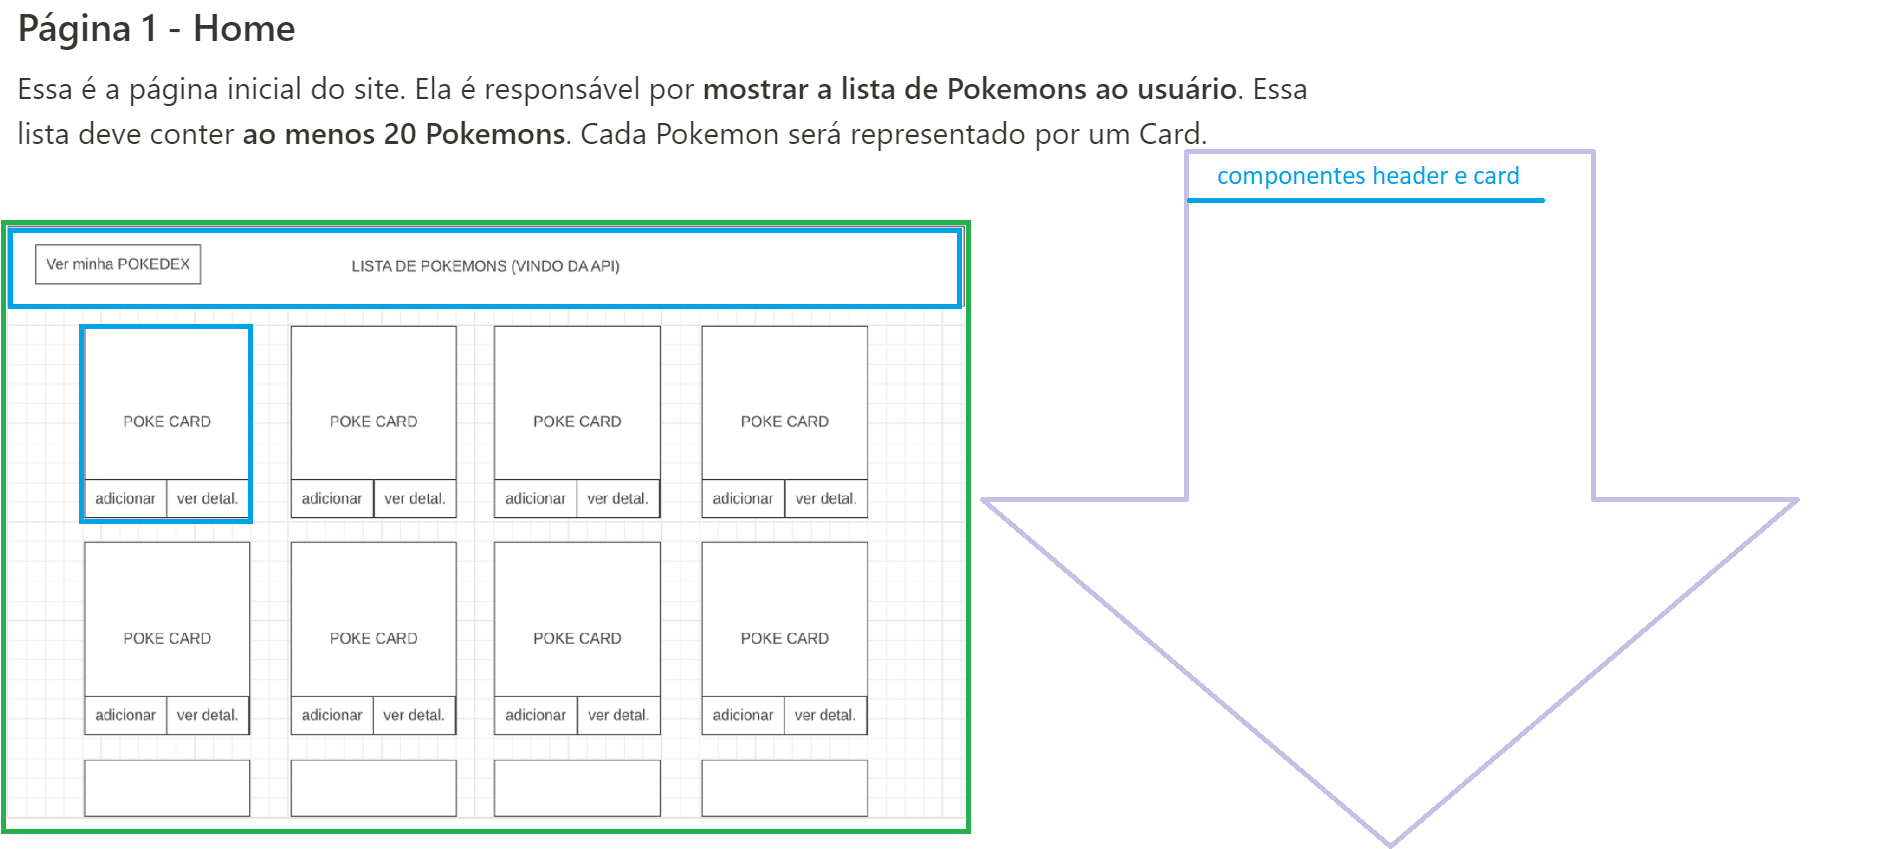 Página 1 - Home
Essa é a página inicial do site. Ela é responsável por mostrar a lista de Pokemons ao usuário. Essa
lista deve conter ao menos 20 Pokemons. Cada Pokemon será representado por um Card.
componentes header e card
Ver minha POKEDEX
LISTA DE POKEMONS (VINDO DA API)
POKE CARD POKE CARD POKE CARD POKE CARD
adicionar ver detal. adicionar ver detal. adicionar ver detal. adicionar ver detal.
POKE CARD POKE CARD POKE CARD POKE CARD
adicionar ver detal. adicionar ver detal. adicionar ver detal. adicionar ver detal.